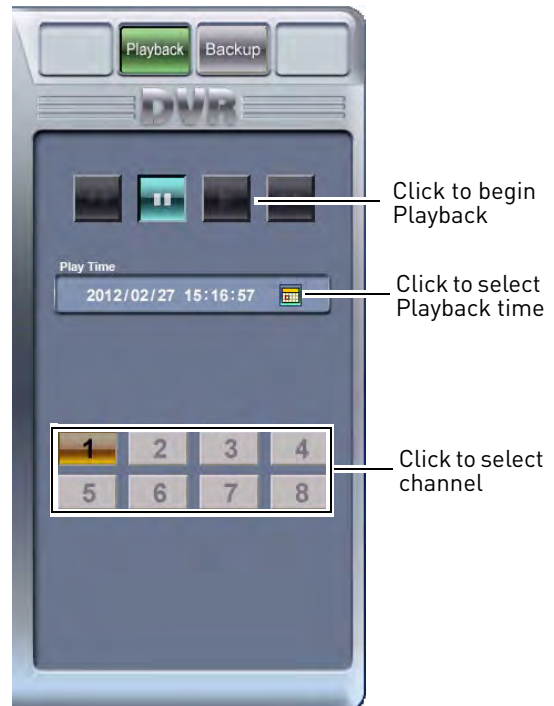 Playback Backup
DVR
Click to begin
Playback
Play Time
2012/02/27 15:16:57
Click to select
Playback time
1 2 3 4
5 6 7 8
Click to select
channel